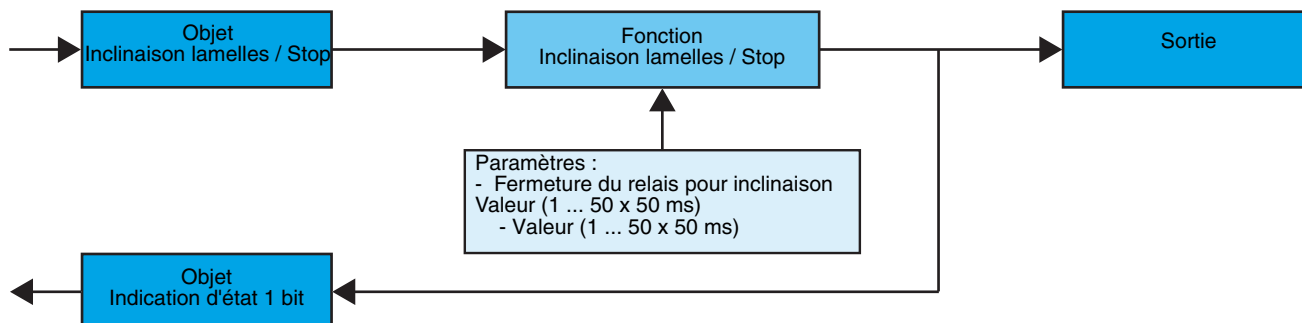 Objet
Inclinaison lamelles / Stop
Fonction
Inclinaison lamelles / Stop
Sortie
Paramètres :
- Fermeture du relais pour inclinaison
Valeur (1 ... 50 x 50 ms)
- Valeur (1 ... 50 x 50 ms)
Objet
Indication d'état 1 bit